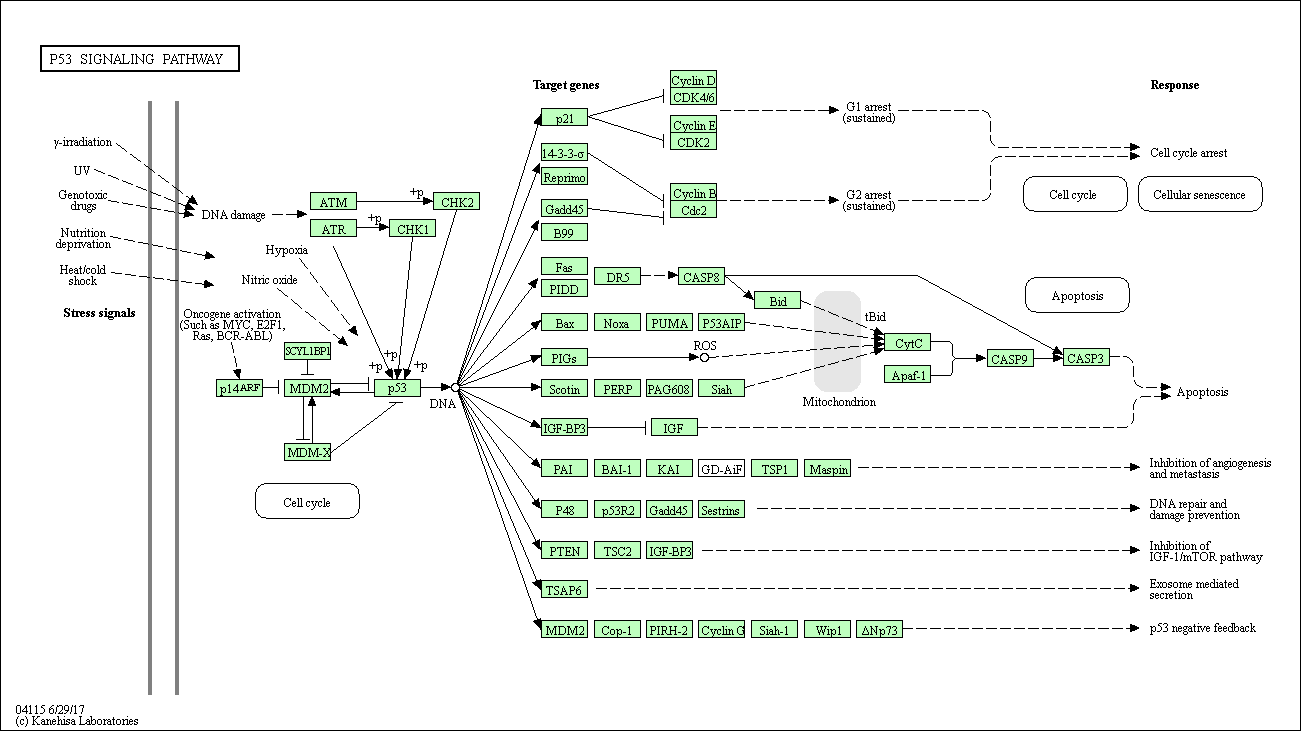 P53 SIGNALING PATHWAY
Target genes
Response
Cyclin D
CDK4/6
p21
G1 arrest
(sustained)
Cyclin E
CDK2
γ-irradiation
UV
Genotoxic
drugs
Nutrition
deprivation
Heat/cold
shock
Stress signals
DNA damage
ATM
+p
CHK2
ATR
+p
CHK1
Hypoxia
Nitric oxide
Oncogene activation
(Such as MYC, E2F1,
Ras, BCR-ABL)
SCYL1BP1
+p
+p
+p
p14ARF
MDM2
p53
DNA
MDM-X
Cell cycle
14-3-3-σ
Reprimo
Cyclin B
Cdc2
G2 arrest
(sustained)
Gadd45
B99
Cell cycle arrest
Cell cycle
Cellular senescence
Fas
PIDD
DR5
CASP8
Bid
tBid
Apoptosis
Bax
Noxa
PUMA
P53AIP
CytC
PIGs
ROS
CASP9
CASP3
Apaf-1
Scotin
PERP
PAG608
Siah
Mitochondrion
Apoptosis
IGF-BP3
IGF
PAI
BAI-1
KAI
GD-AiF
TSP1
Maspin
Inhibition of angiogenesis
and metastasis
P48
p53R2
Gadd45
Sestrins
DNA repair and
damage prevention
PTEN
TSC2
IGF-BP3
Inhibition of
IGF-1/mTOR pathway
TSAP6
Exosome mediated
secretion
MDM2
Cop-1
PIRH-2
Cyclin G
Siah-1
Wip1
ΔNp73
p53 negative feedback
04115 6/29/17
(c) Kanehisa Laboratories